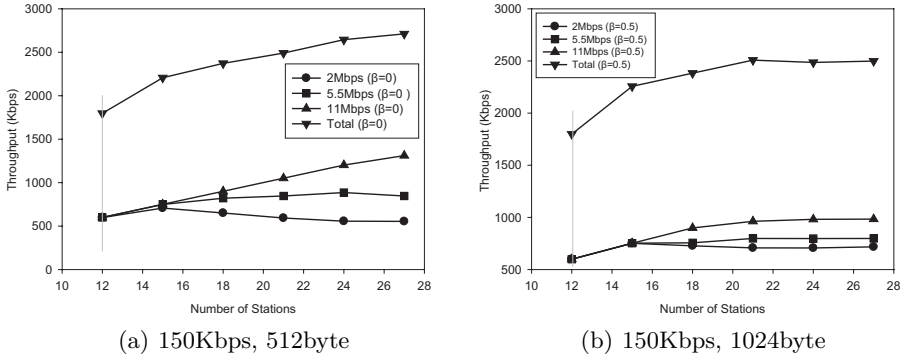 3000
2500
2000
1500
1000
500
0
Throughput (Kbps)
2Mbps (β=0)
5.5Mbps (β=0 )
11Mbps (β=0)
Total (β=0)
10 12 14 16 18 20 22 24 26 28
Number of Stations
(a) 150Kbps, 512byte
3000
2500
2000
1500
1000
500
Throughput (Kbps)
2Mbps (β=0.5)
5.5Mbps (β=0.5)
11Mbps (β=0.5)
Total (β=0.5)
10 12 14 16 18 20 22 24 26 28
Number of Stations
(b) 150Kbps, 1024byte